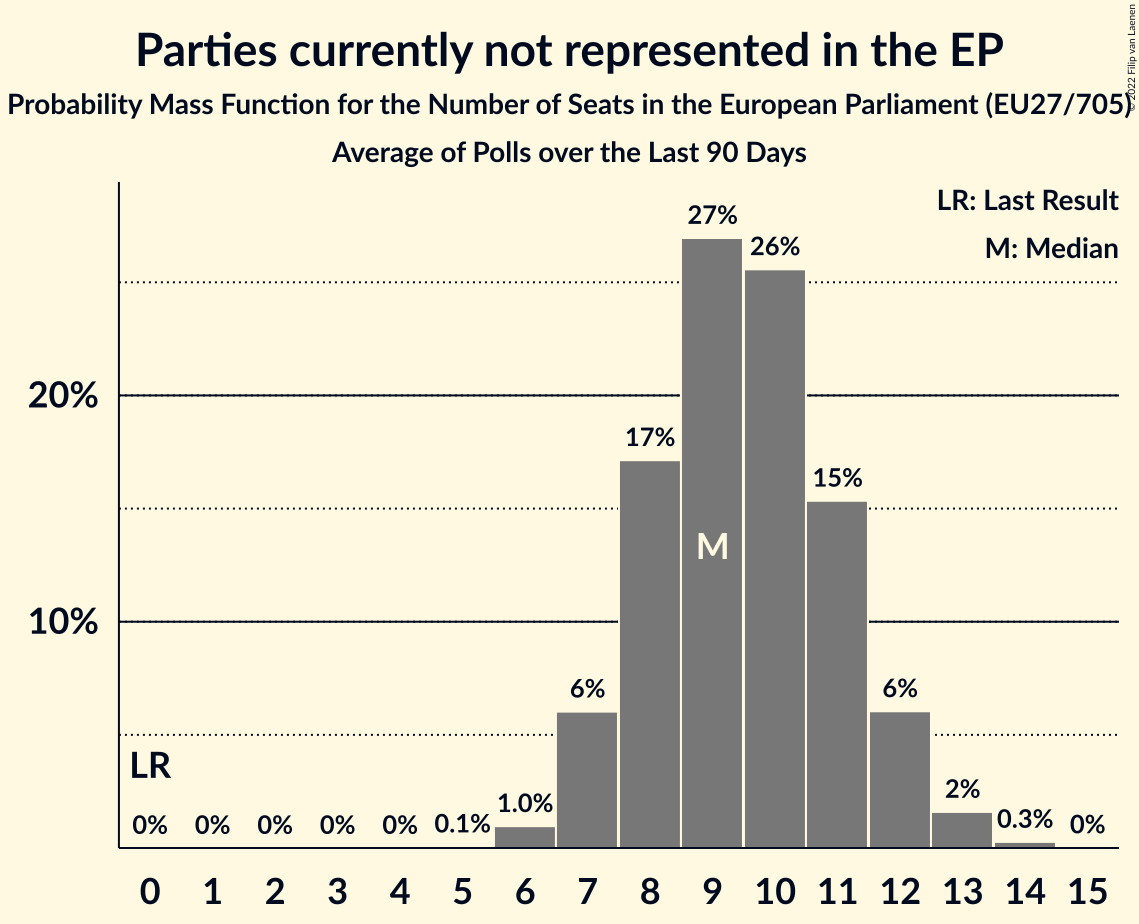 Parties currently not represented in the EP
Probability Mass Function for the Number of Seats in the European Parliament (EU27/705)
Average of Polls over the Last 90 Days
© 2022 Filip van Laenen
LR: Last Result
M: Median
27%
26%
20%
17%
15%
M
10%
6%
6%
LR
1.0%
2%
0%
0%
0%
0%
0%
0.1%
0.3%
0%
0 1 2 3 4 5 6 7 8 9 10 11 12 13 14 15